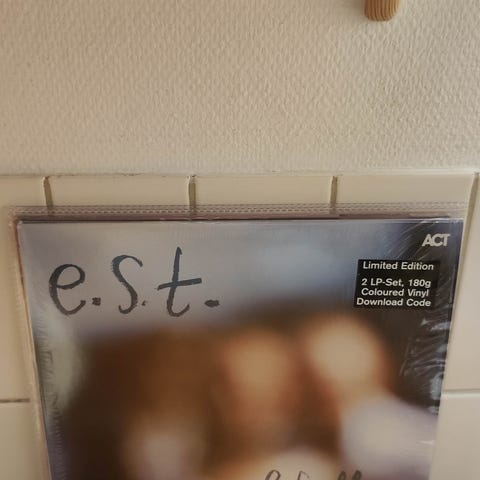 ACT
Limited Edition
2 LP-Set, 180g
Coloured Vinyl
Download Code
e.s.t.